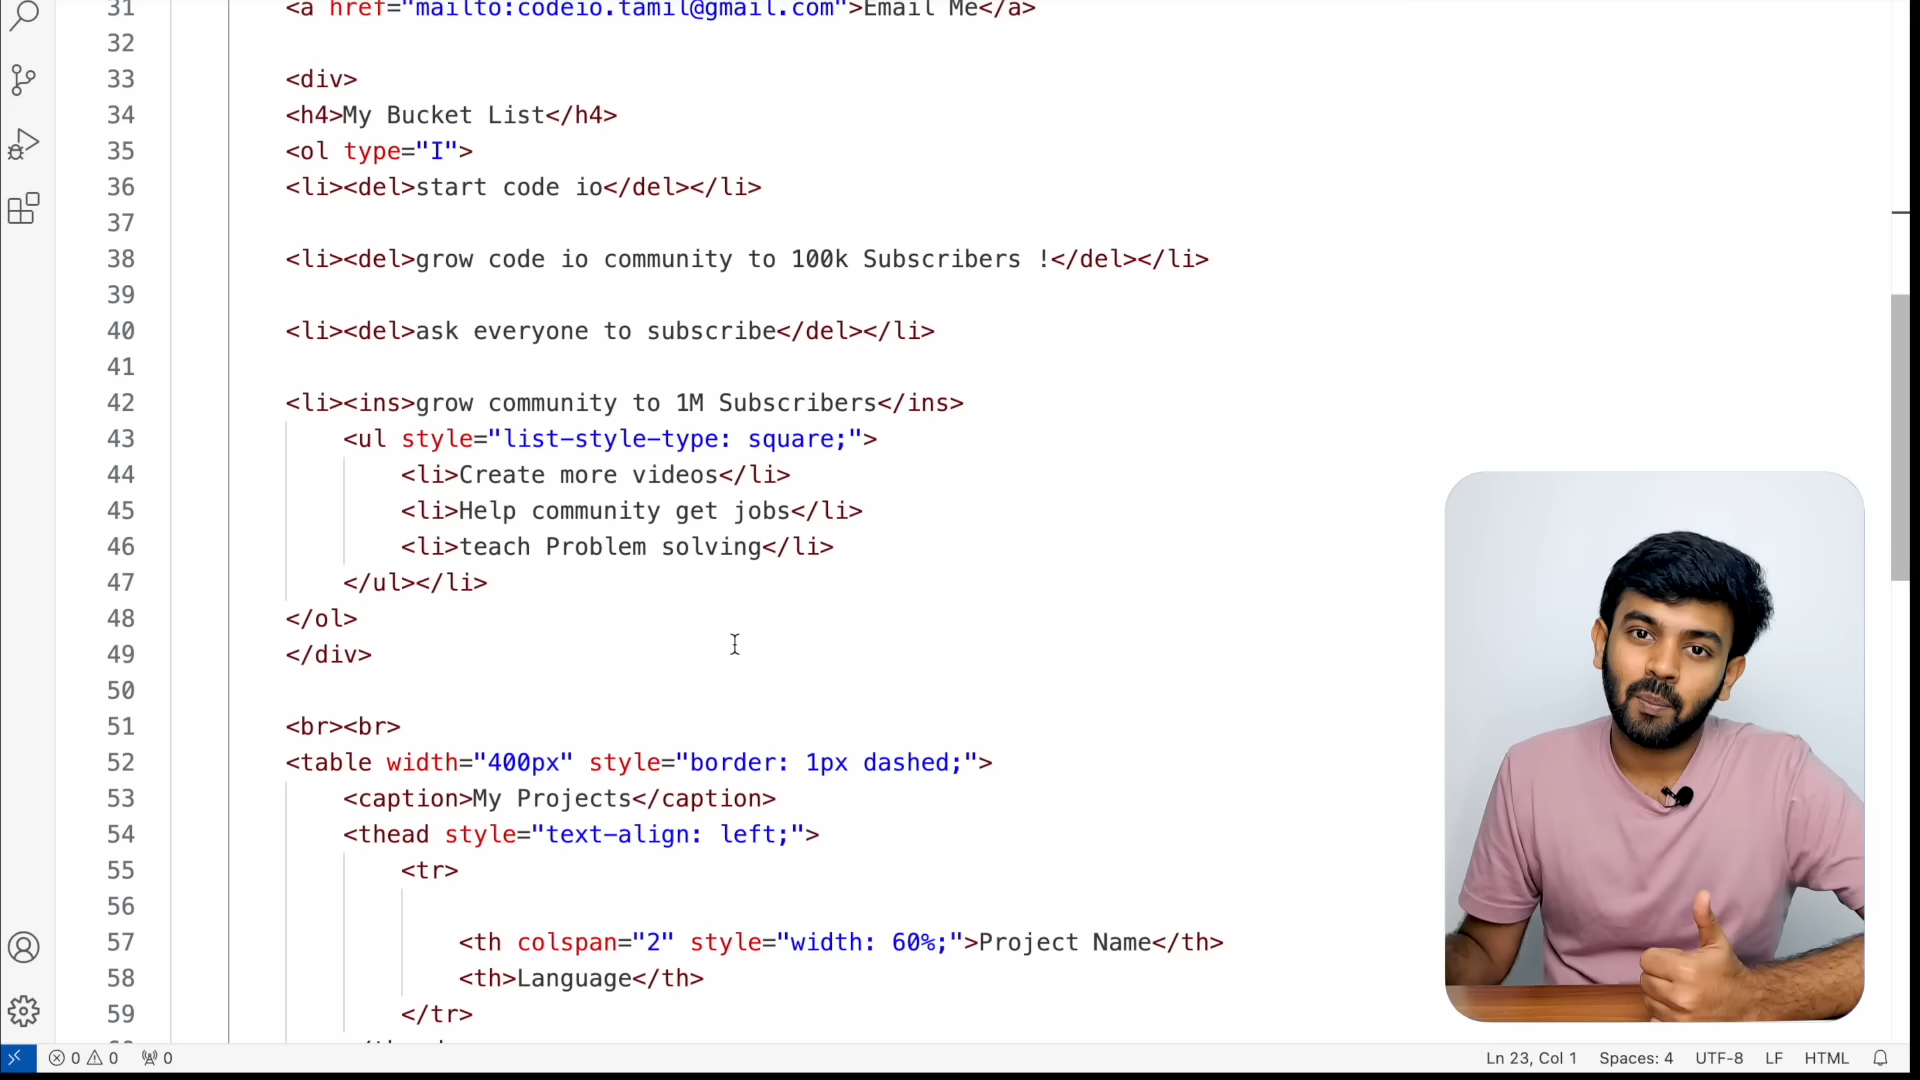 31 <a href="mailto:codeio.tamil@gmail.com">Email Me</a>
32
33 <div>
34 <h4>My Bucket List</h4>
35 <ol type="I">
36 <li><del>start code io</del></li>
37
38 <li><del>grow code io community to 100k Subscribers !</del></li>
39
40 <li><del>ask everyone to subscribe</del></li>
41
42 <li><ins>grow community to 1M Subscribers</ins>
43 <ul style="list-style-type: square;">
44 <li>Create more videos</li>
45 <li>Help community get jobs</li>
46 <li>teach Problem solving</li>
47 </ul></li>
48 </ol>
49 </div>
50
51 <br><br>
52 <table width="400px" style="border: 1px dashed;">
53 <caption>My Projects</caption>
54 <thead style="text-align: left;">
55 <tr>
56
57 <th colspan="2" style="width: 60%;">Project Name</th>
58 <th>Language</th>
59 </tr>
0 0 0 Ln 23, Col 1 Spaces: 4 UTF-8 LF HTML